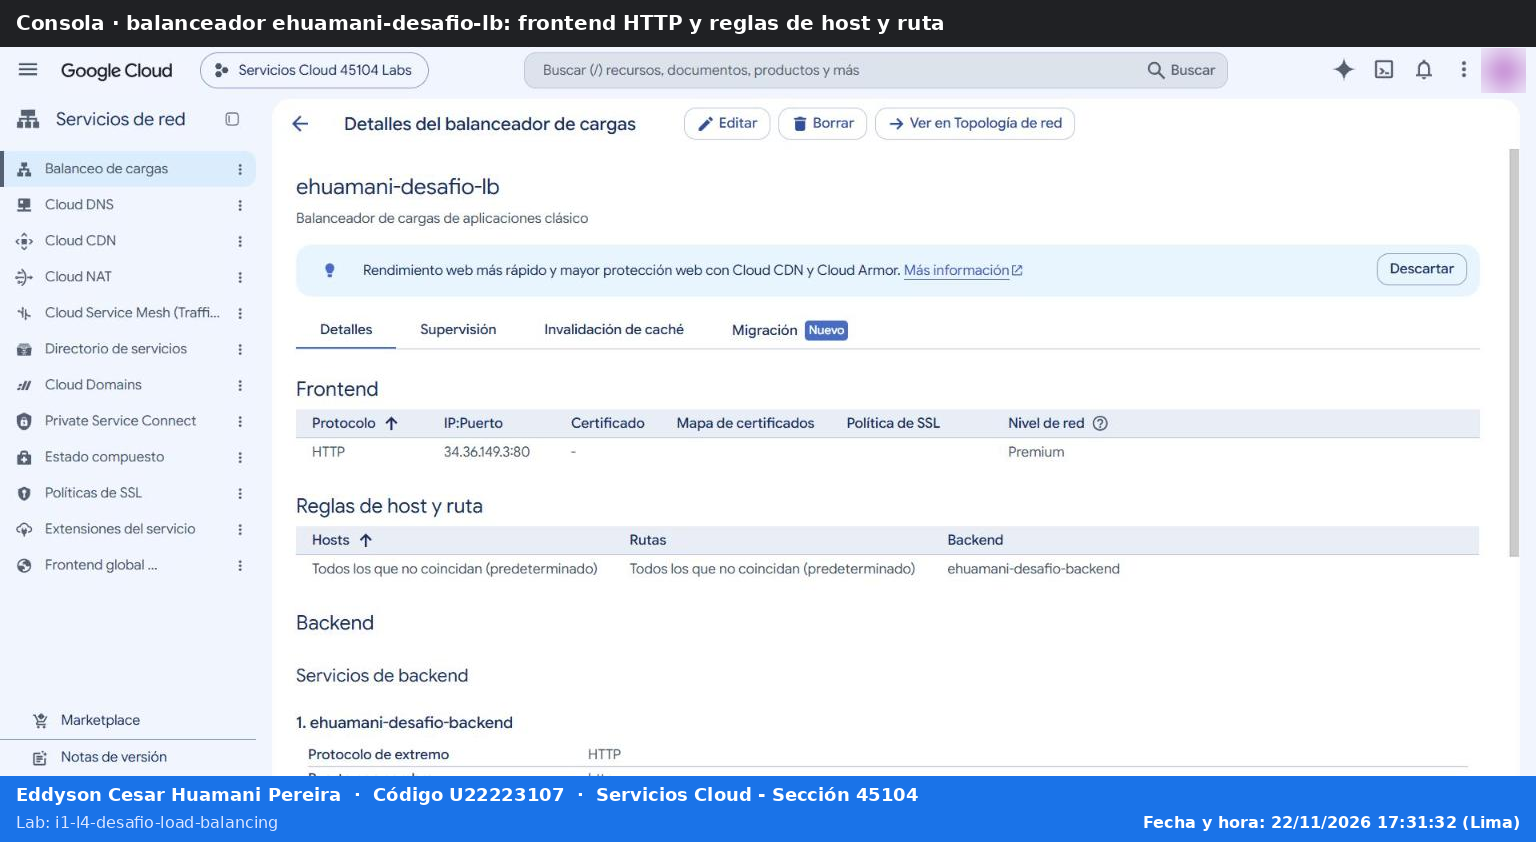 Consola · balanceador ehuamani-desafio-lb: frontend HTTP y reglas de host y ruta
Google Cloud
Servicios Cloud 45104 Labs
Buscar (/) recursos, documentos, productos y más
Buscar
Servicios de red
Balanceo de cargas
Cloud DNS
Cloud CDN
Cloud NAT
Cloud Service Mesh (Traffi...
Directorio de servicios
Cloud Domains
Private Service Connect
Estado compuesto
Políticas de SSL
Extensiones del servicio
Frontend global ...
Marketplace
Notas de versión
Detalles del balanceador de cargas
Editar
Borrar
Ver en Topología de red
ehuamani-desafio-lb
Balanceador de cargas de aplicaciones clásico
Rendimiento web más rápido y mayor protección web con Cloud CDN y Cloud Armor. Más información
Descartar
Detalles Supervisión Invalidación de caché Migración Nuevo
Frontend
Protocolo IP:Puerto Certificado Mapa de certificados Política de SSL Nivel de red
HTTP 34.36.149.3:80 - Premium
Reglas de host y ruta
Hosts Rutas Backend
Todos los que no coincidan (predeterminado) Todos los que no coincidan (predeterminado) ehuamani-desafio-backend
Backend
Servicios de backend
1. ehuamani-desafio-backend
Protocolo de extremo HTTP
Eddyson Cesar Huamani Pereira · Código U22223107 · Servicios Cloud - Sección 45104
Lab: i1-l4-desafio-load-balancing
Fecha y hora: 22/11/2026 17:31:32 (Lima)